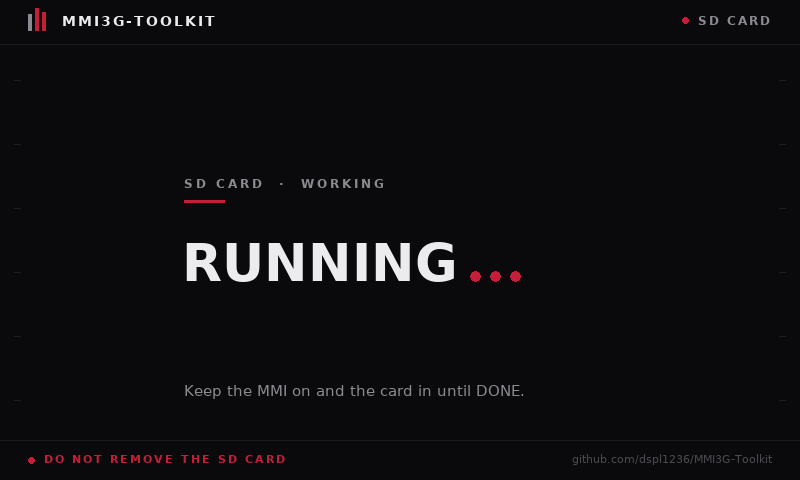 MMI3G-TOOLKIT
SD CARD
SD CARD · WORKING
RUNNING...
Keep the MMI on and the card in until DONE.
DO NOT REMOVE THE SD CARD
github.com/dspl1236/MMI3G-Toolkit